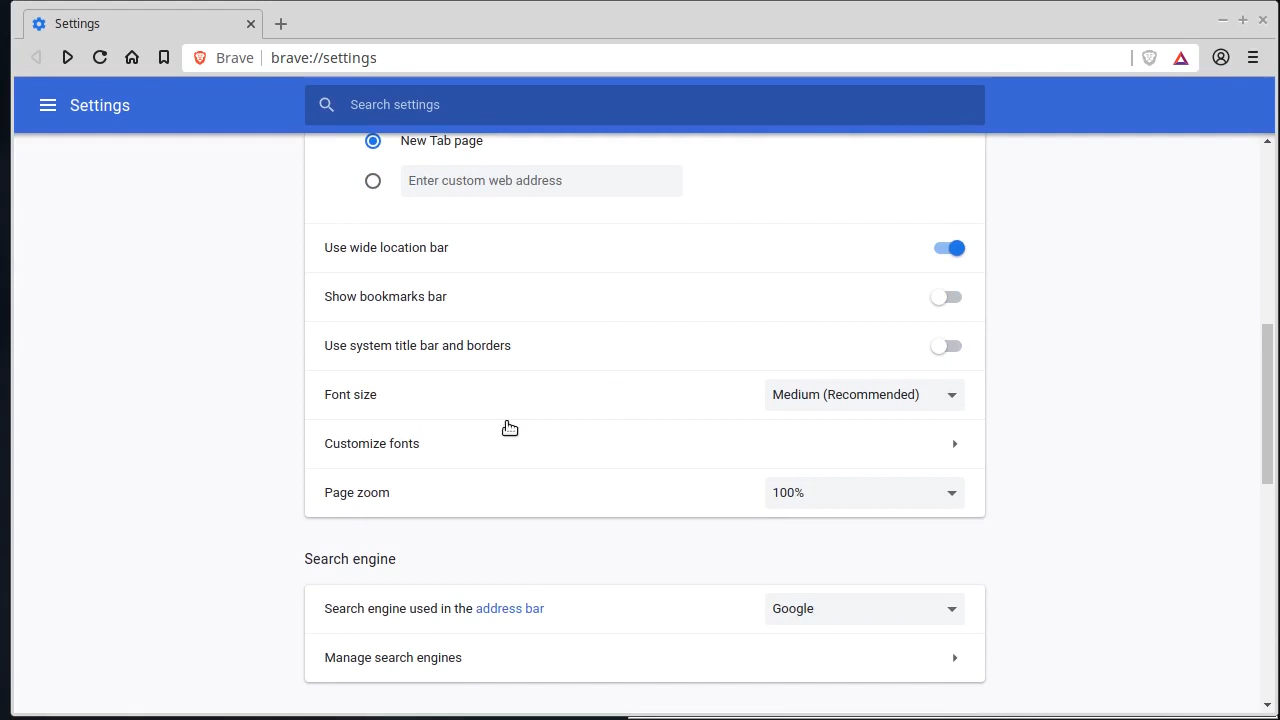 Settings
Brave
brave://settings
Settings
Search settings
New Tab page
Enter custom web address
Use wide location bar
Show bookmarks bar
Use system title bar and borders
Font size
Medium (Recommended)
Customize fonts
Page zoom
100%
Search engine
Search engine used in the address bar
Google
Manage search engines